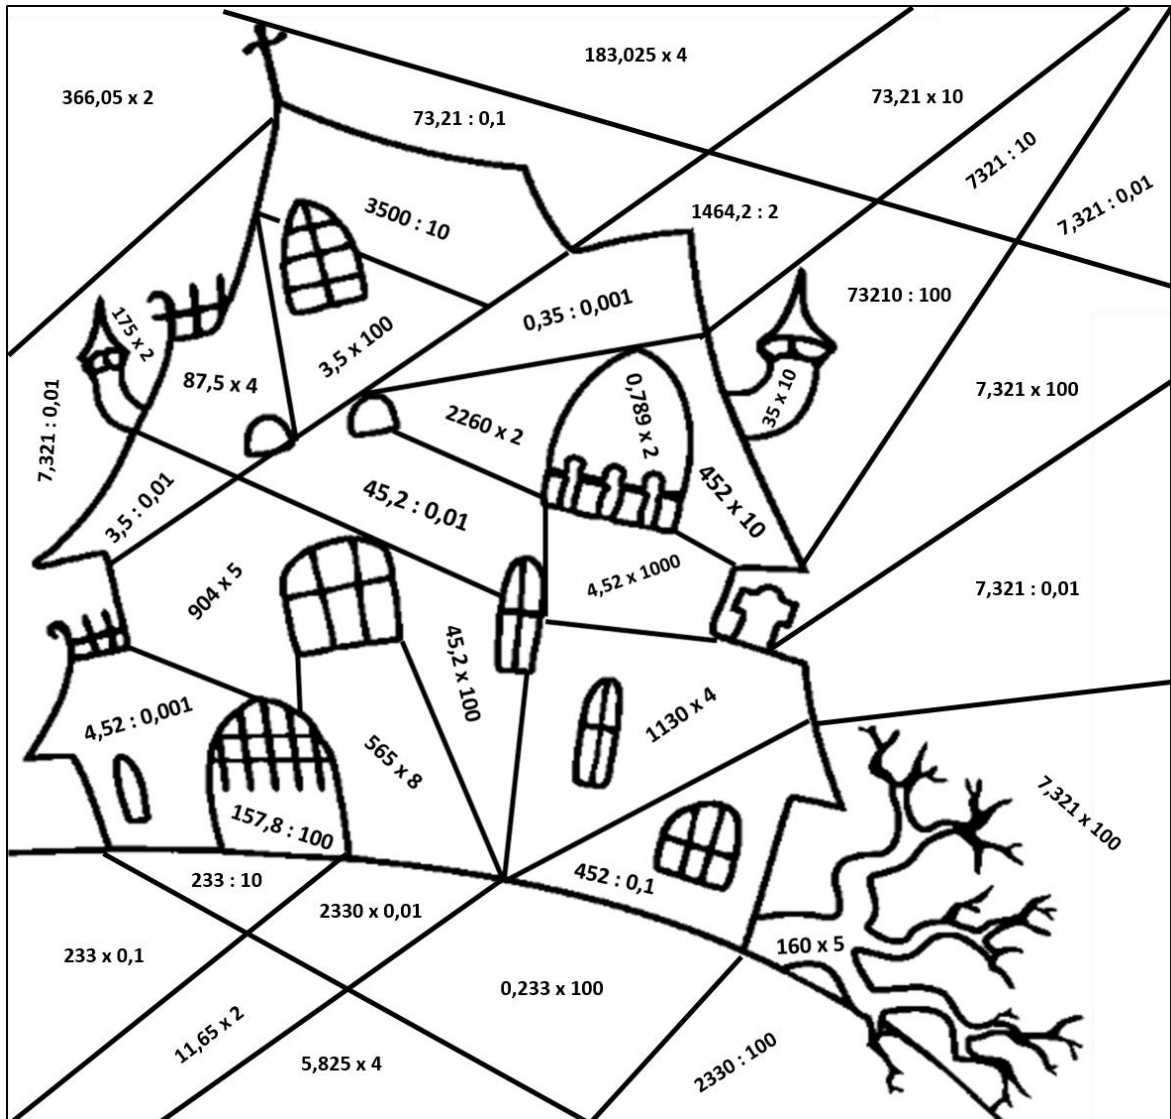 183,025 x 4
366,05 x 2
73,21 x 10
73,21 : 0,1
7321 : 10
7,321 : 0,01
3500 : 10
1464,2 : 2
73210 : 100
0,35 : 0,001
175 x 2
3,5 x 100
87,5 x 4
7,321 x 100
35 x 10
0,789 x 2
2260 x 2
7,321 : 0,01
452 x 10
45,2 : 0,01
3,5 : 0,01
4,52 x 1000
904 x 5
7,321 : 0,01
45,2 x 100
4,52 : 0,001
1130 x 4
565 x 8
7,321 x 100
157,8 : 100
233 : 10
452 : 0,1
2330 x 0,01
160 x 5
233 x 0,1
0,233 x 100
11,65 x 2
5,825 x 4
2330 : 100